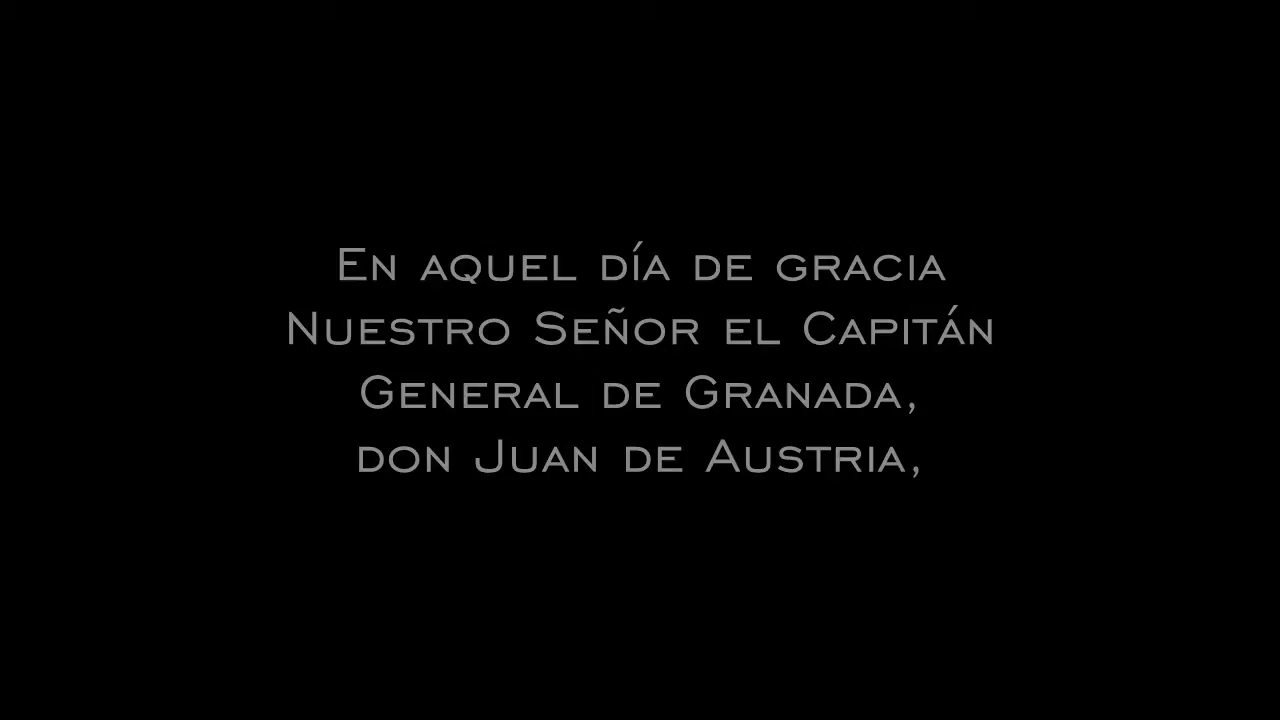 En aquel día de gracia
Nuestro Señor el Capitán
General de Granada,
don Juan de Austria,